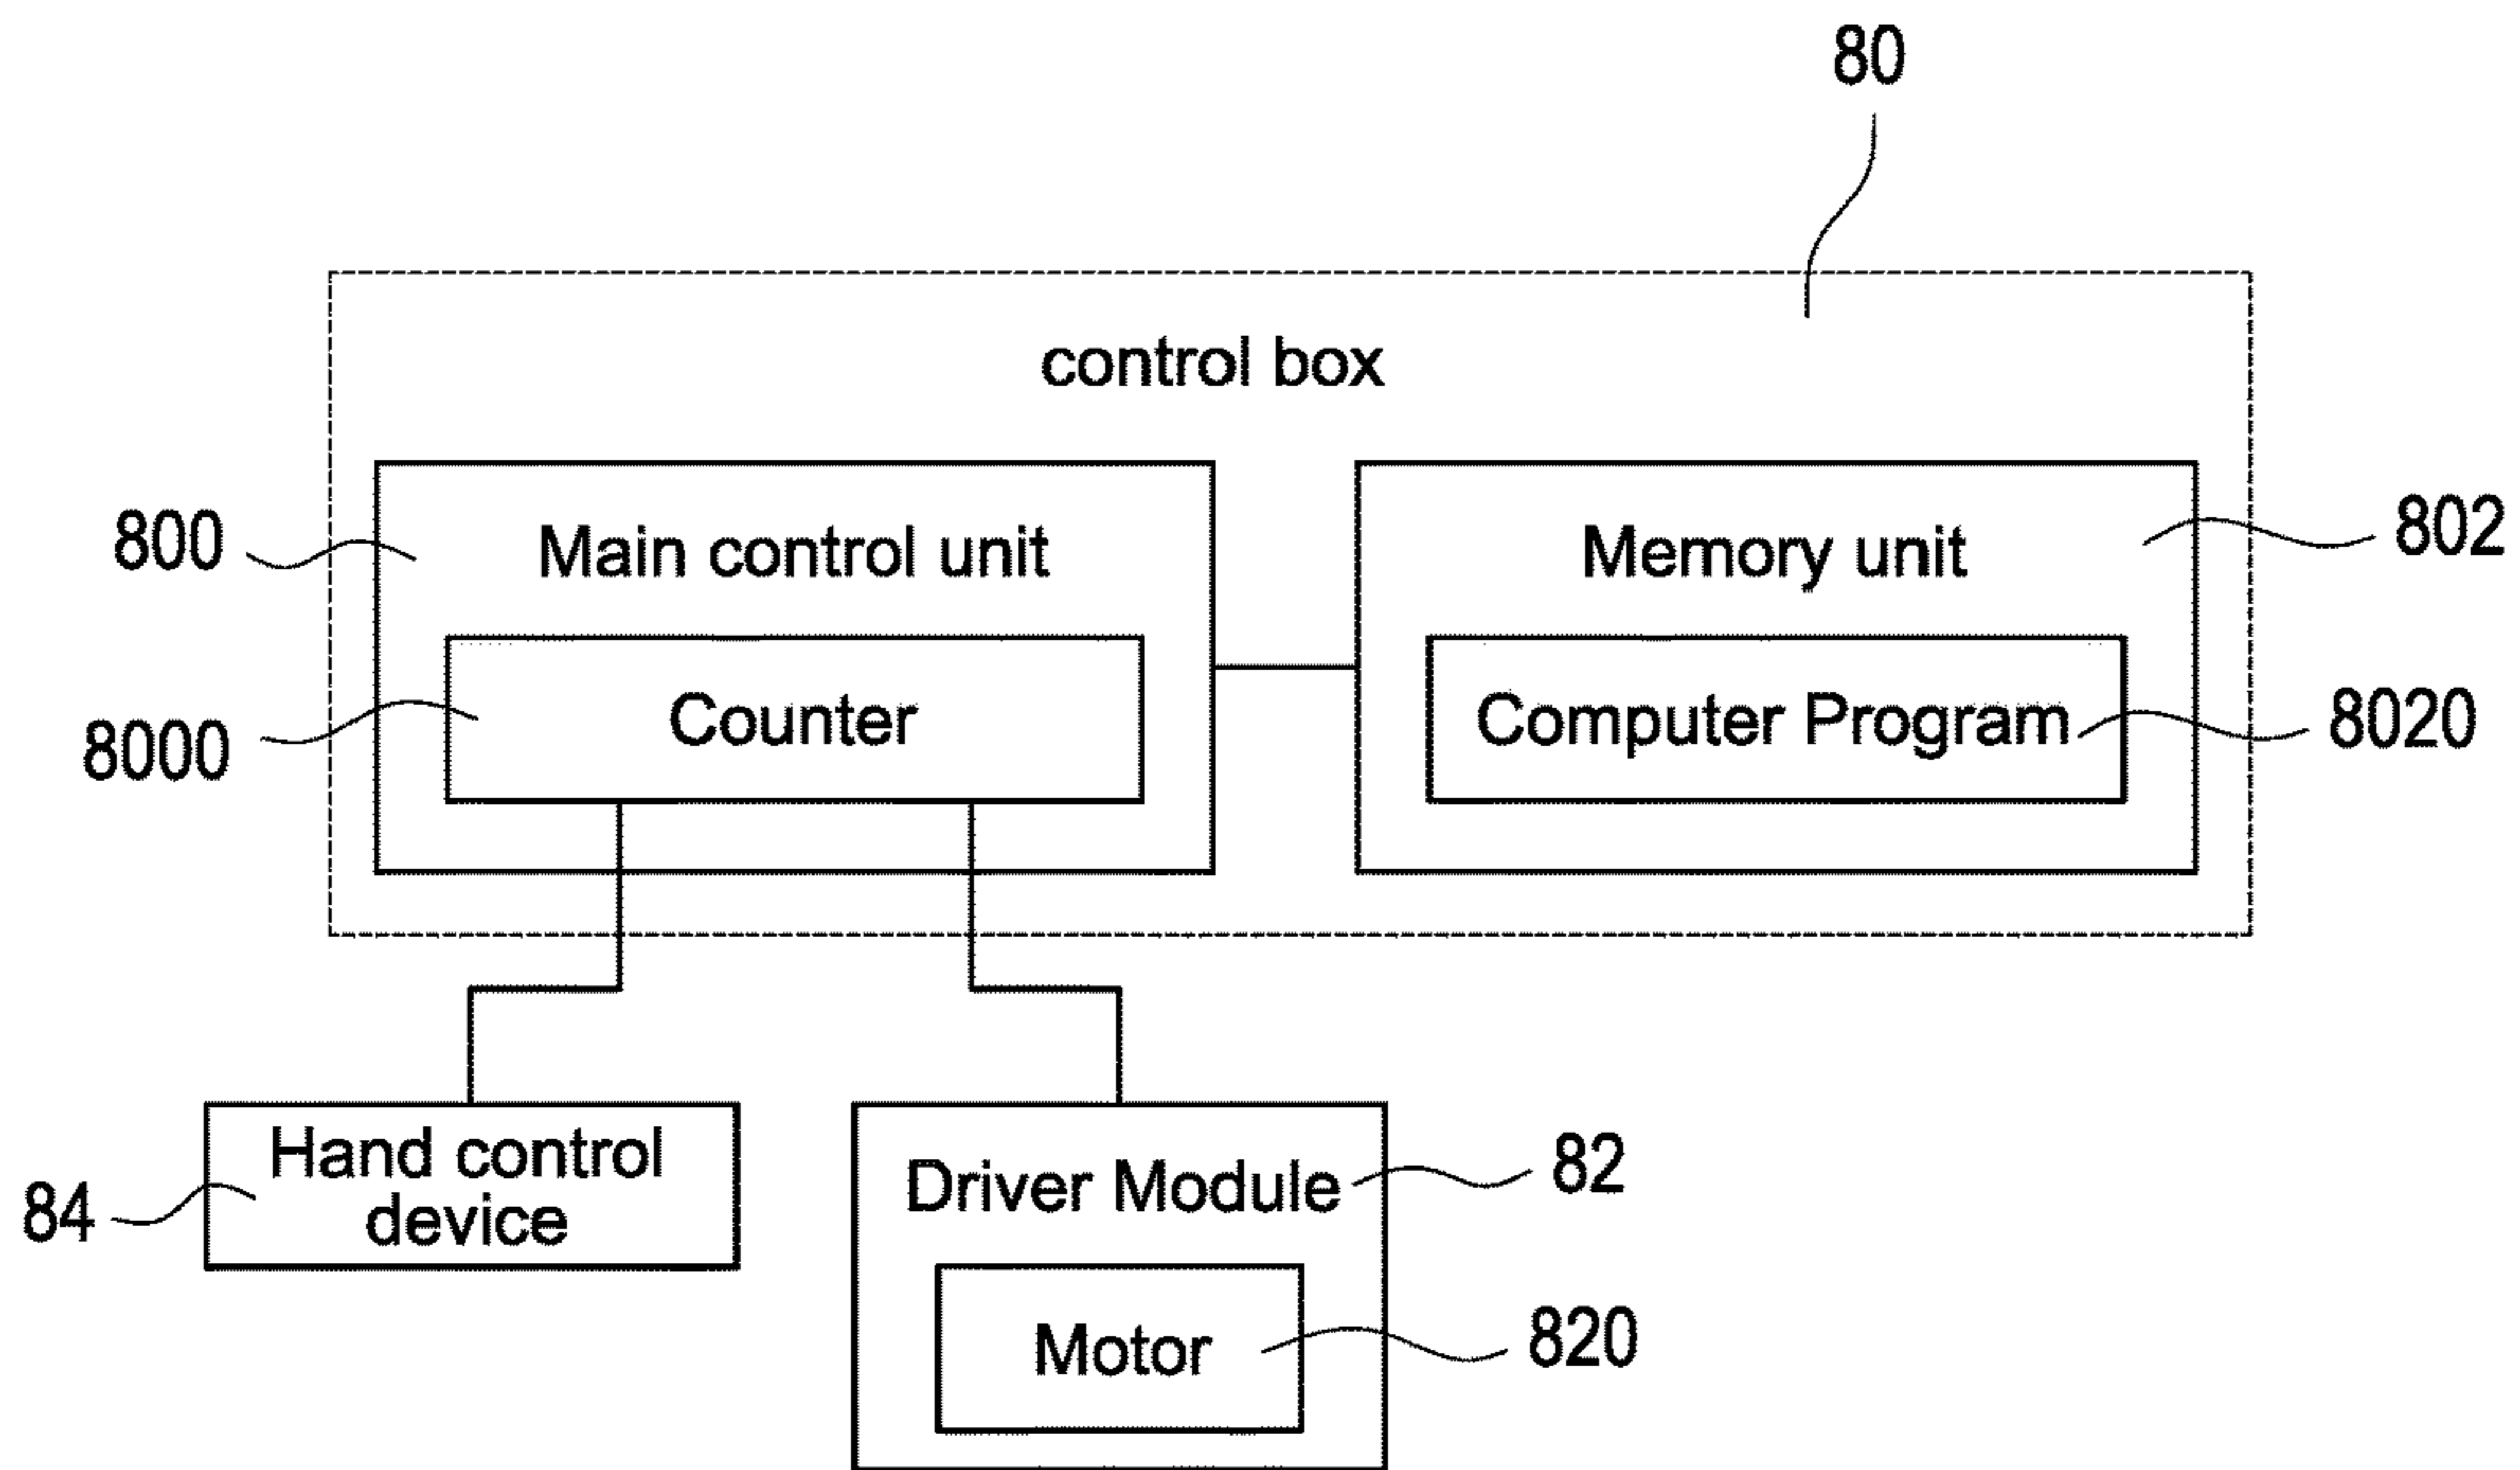 80
control box
800
Main control unit
Memory unit
802
8000
Counter
Computer Program
8020
Hand control
device
84
Driver Module
82
Motor
820